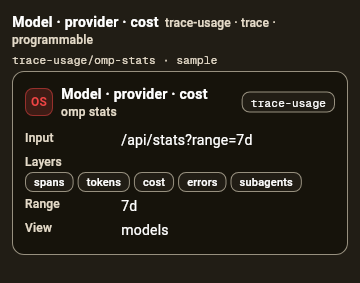 Model · provider · cost trace-usage · trace ·
programmable
trace-usage/omp-stats · sample
OS Model · provider · cost trace-usage
omp stats
Input /api/stats?range=7d
Layers
spans tokens cost errors subagents
Range 7d
View models